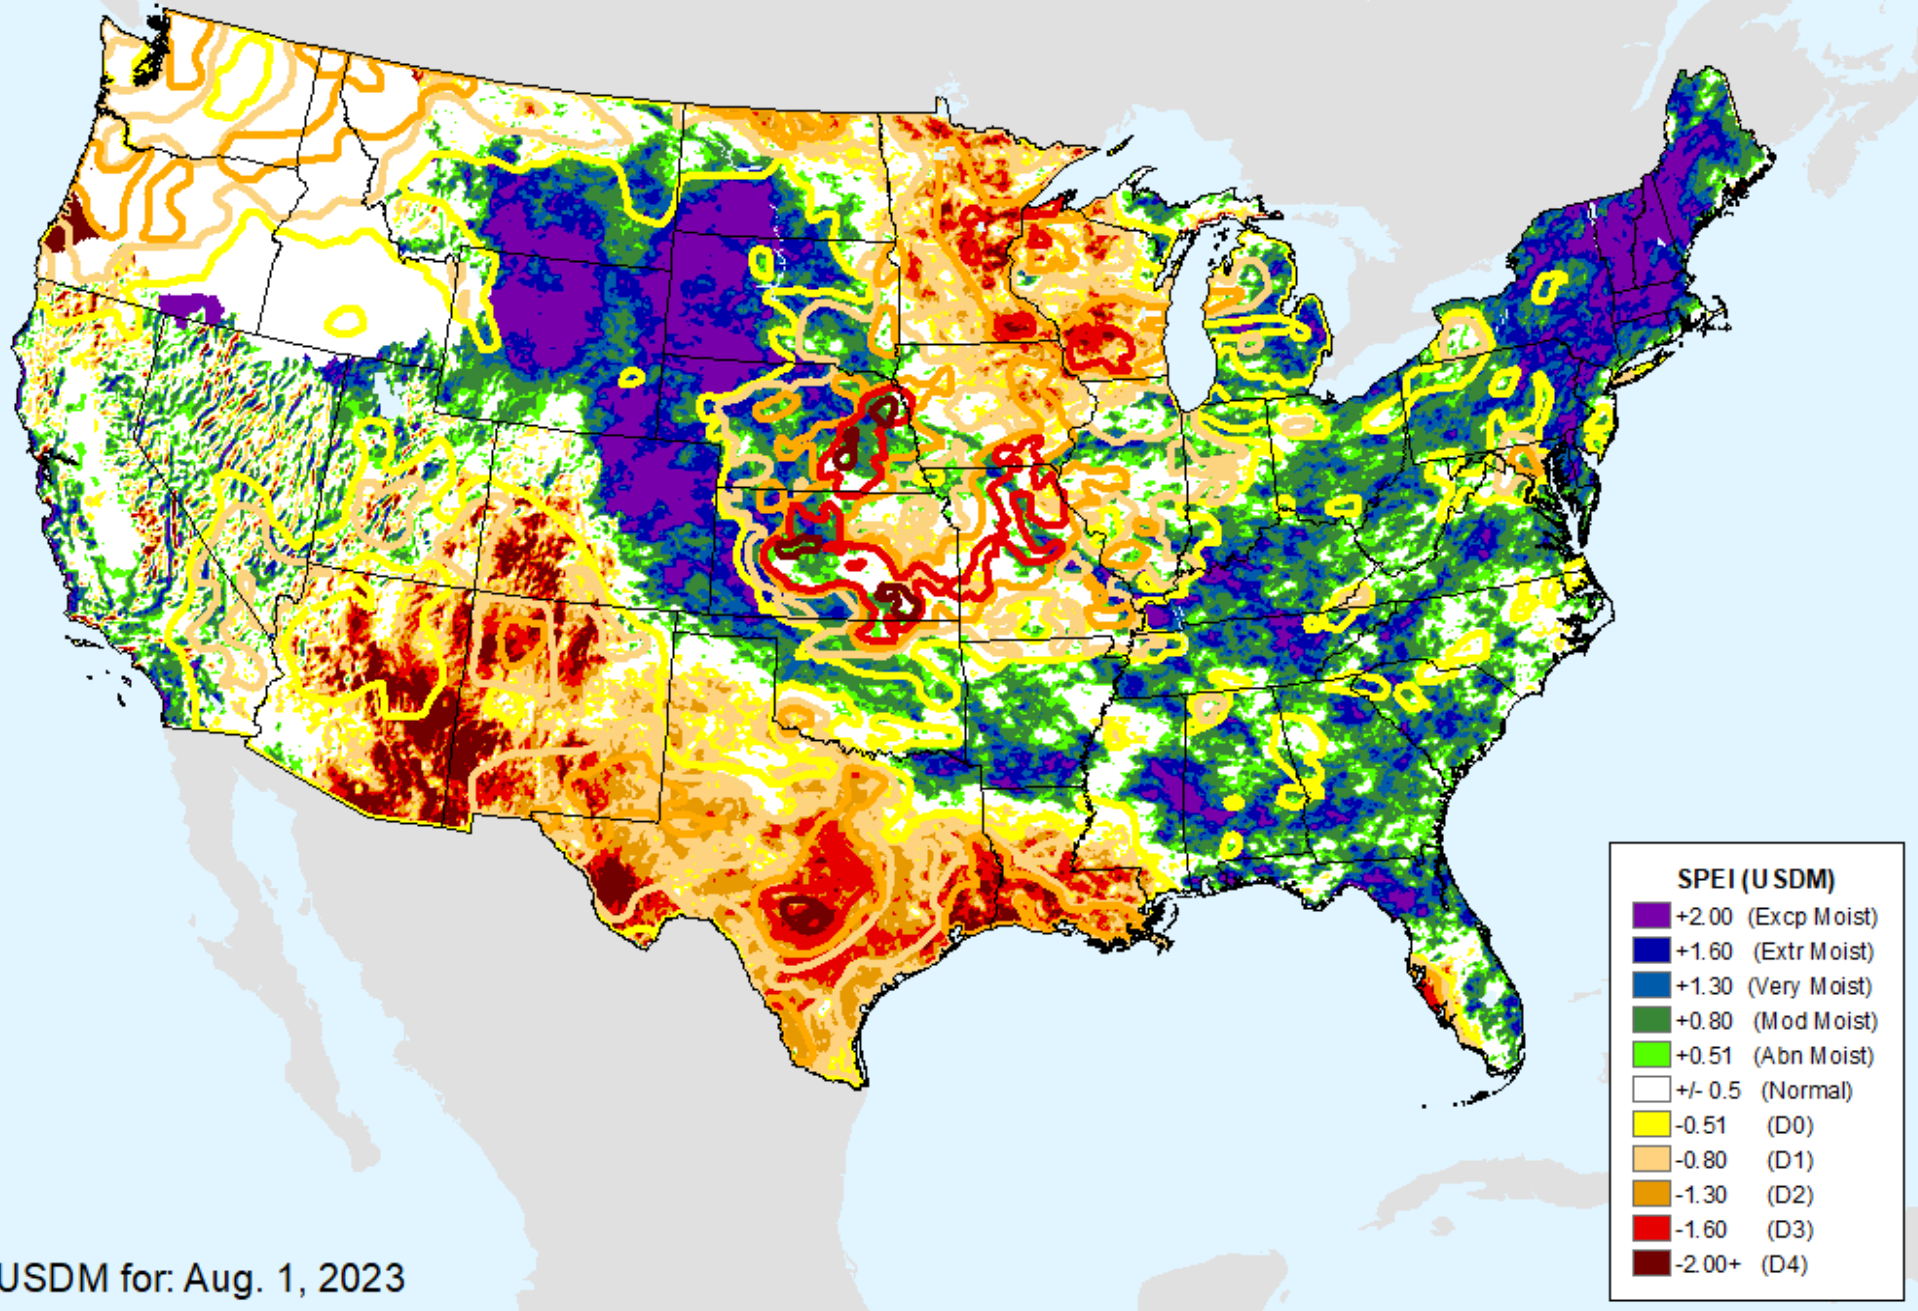 SPEI (USDM)
+2.00 (Excp Moist)
+1.60 (Extr Moist)
+1.30 (Very Moist)
+0.80 (Mod Moist)
+0.51 (Abn Moist)
+/- 0.5 (Normal)
-0.51 (D0)
-0.80 (D1)
-1.30 (D2)
-1.60 (D3)
-2.00+ (D4)
USDM for: Aug. 1, 2023